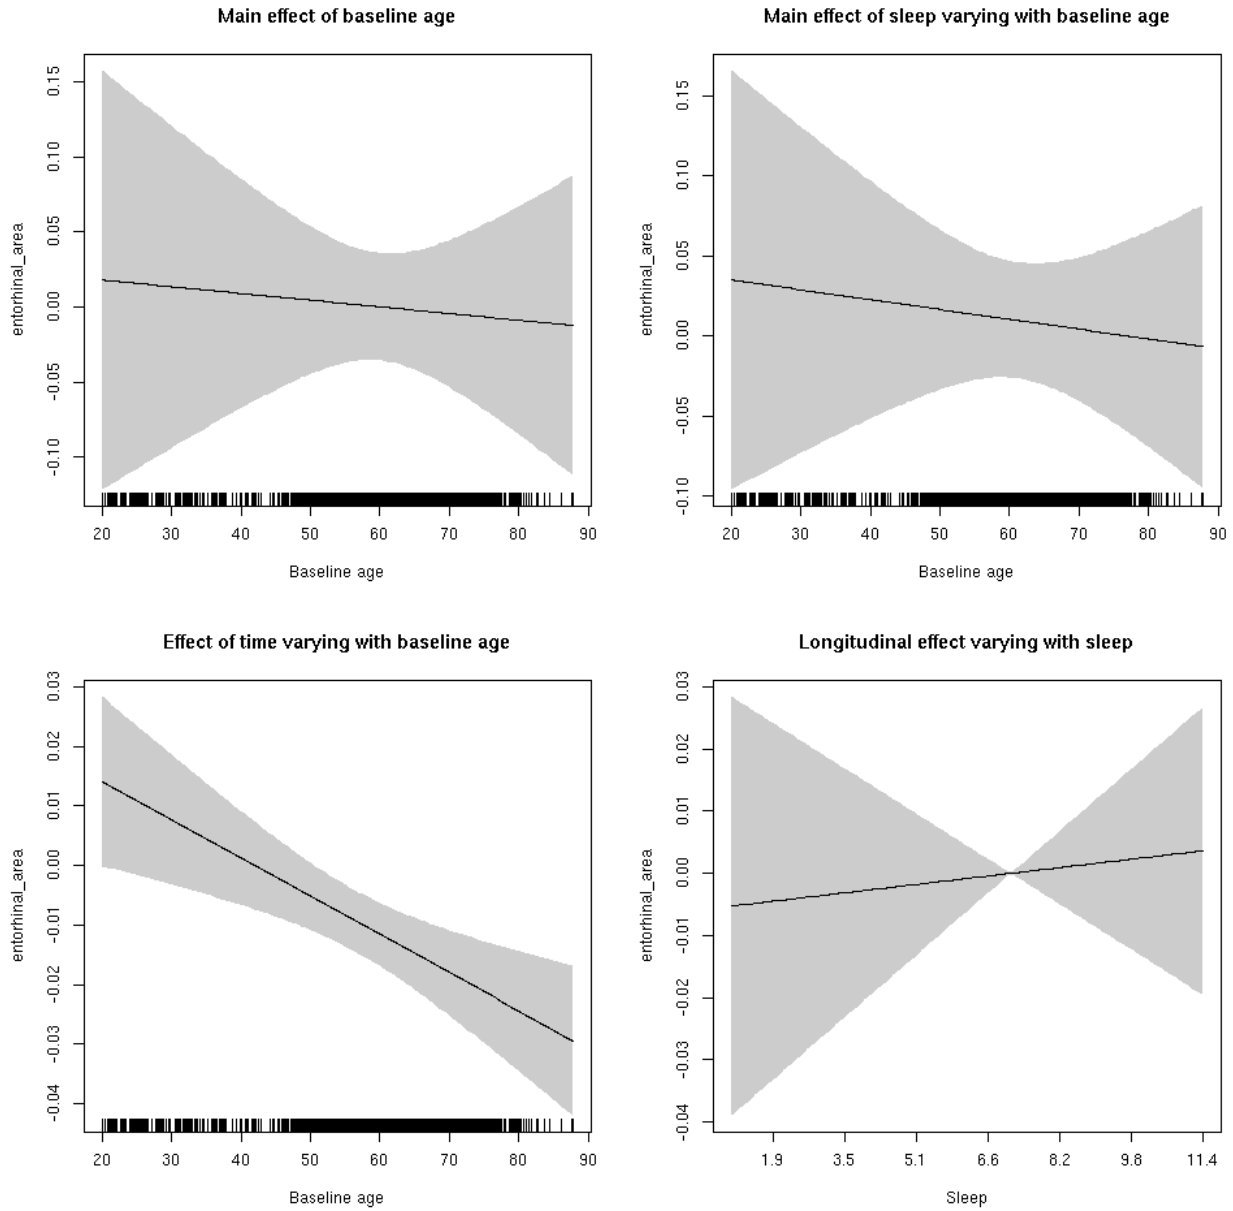 Main effect of baseline age
entorhinal_area
0.15
0.10
0.05
0.00
-0.05
-0.10
20 30 40 50 60 70 80 90
Baseline age
Main effect of sleep varying with baseline age
entorhinal_area
0.15
0.10
0.05
0.00
-0.05
-0.10
20 30 40 50 60 70 80 90
Baseline age
Effect of time varying with baseline age
entorhinal_area
0.03
0.02
0.01
0.00
-0.01
-0.02
-0.03
-0.04
20 30 40 50 60 70 80 90
Baseline age
Longitudinal effect varying with sleep
entorhinal_area
0.03
0.02
0.01
0.00
-0.01
-0.02
-0.03
-0.04
1.9 3.5 5.1 6.6 8.2 9.8 11.4
Sleep